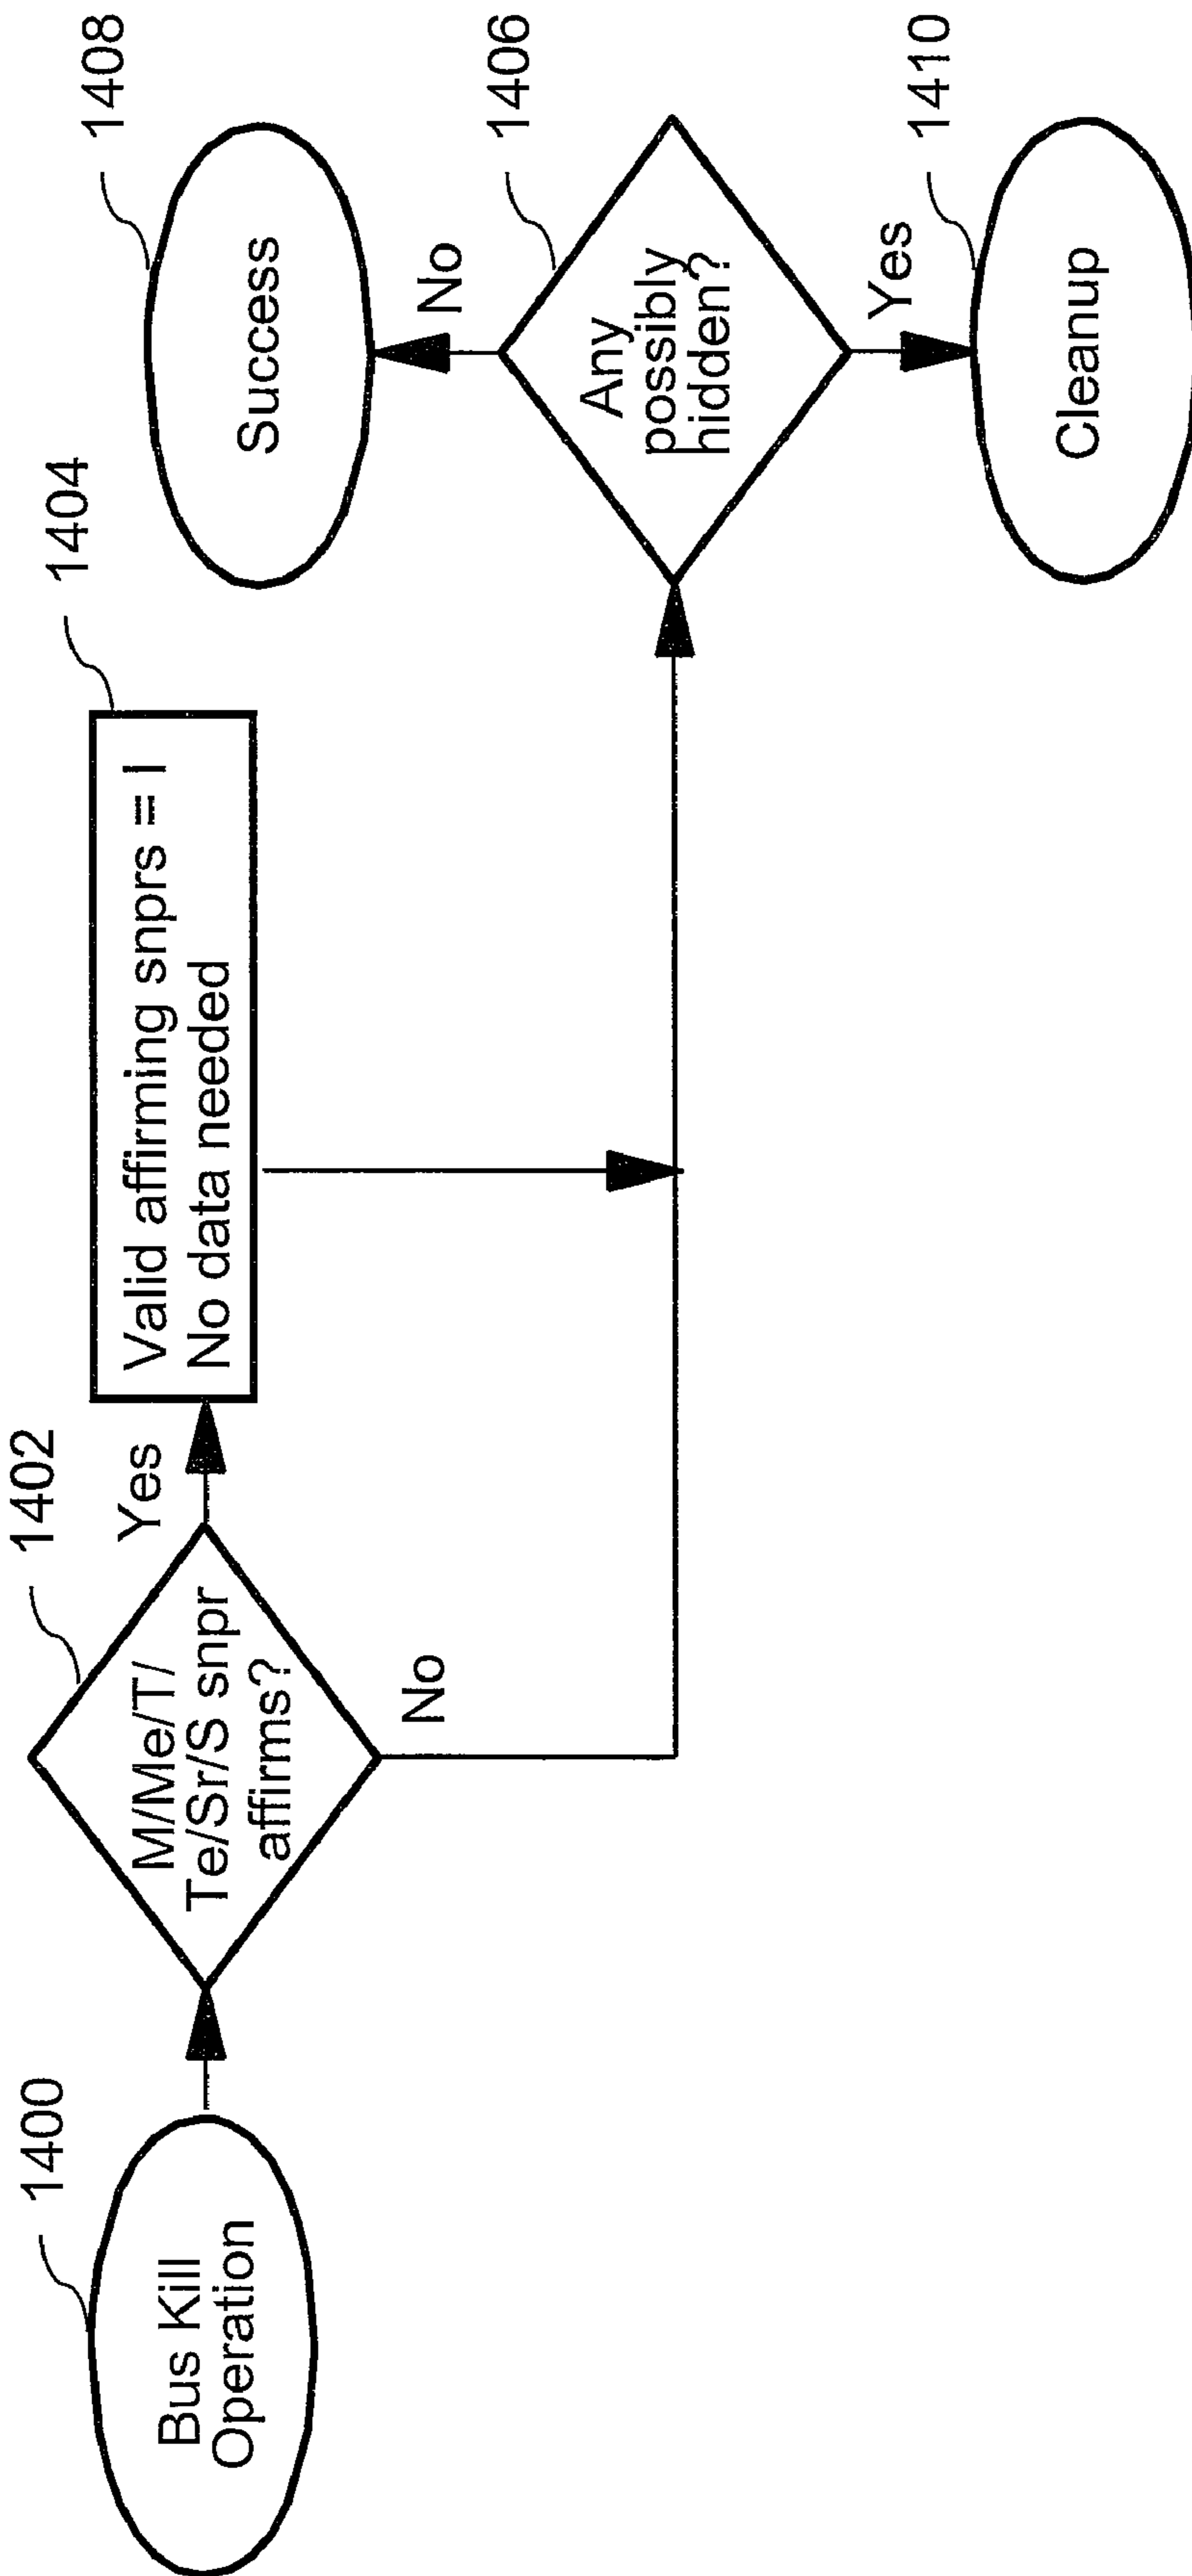 1400
Bus Kill
Operation
1402
M/Me/T/
Te/Sr/S snpr
affirms?
Yes
No
1404
Valid affirming snprs = I
No data needed
1406
Any
possibly
hidden?
No
Yes
1408
Success
1410
Cleanup